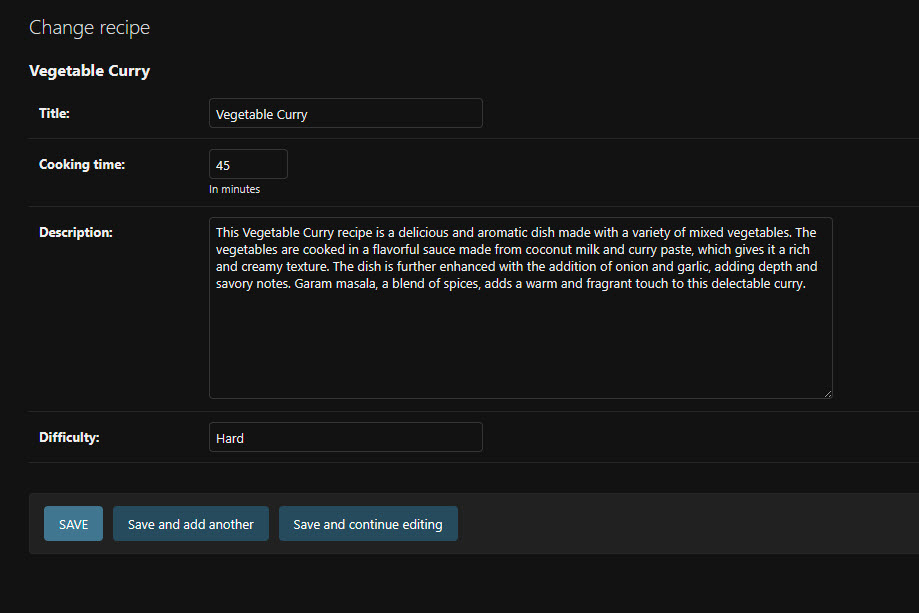 Change recipe
Vegetable Curry
Title:
Vegetable Curry
Cooking time:
45
In minutes
Description:
This Vegetable Curry recipe is a delicious and aromatic dish made with a variety of mixed vegetables. The
vegetables are cooked in a flavorful sauce made from coconut milk and curry paste, which gives it a rich
and creamy texture. The dish is further enhanced with the addition of onion and garlic, adding depth and
savory notes. Garam masala, a blend of spices, adds a warm and fragrant touch to this delectable curry.
Difficulty:
Hard
SAVE
Save and add another
Save and continue editing